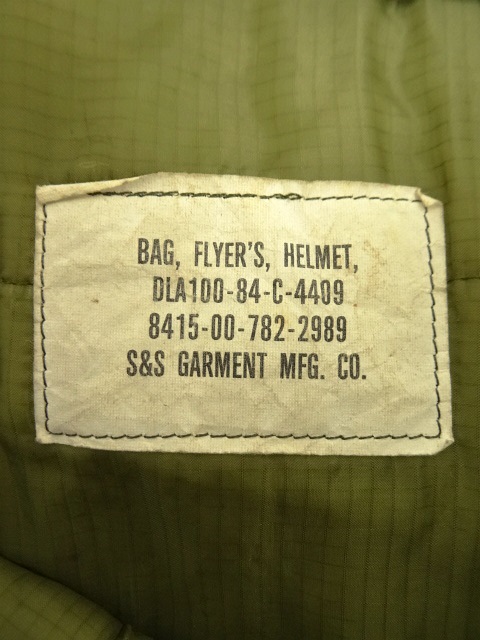 BAG, FLYER'S, HELMET,
DLA100-84-C-4409
8415-00-782-2989
S&S GARMENT MFG. CO.